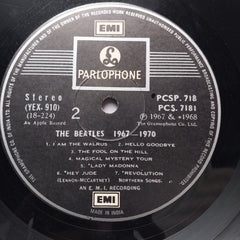 EMI
PARLOPHONE
Stereo
(YEX. 910)
(18-224)
An Apple Record
2
PCSP. 718
PCS. 7181
℗ 1967 & 1968
The Gramophone Co. Ltd.
THE BEATLES 1967-1970
1. I AM THE WALRUS 2. HELLO GOODBYE
3. THE FOOL ON THE HILL
4. MAGICAL MYSTERY TOUR
5. *LADY MADONNA
6. *HEY JUDE 7. *REVOLUTION
(LENNON-McCARTNEY) Northern Songs.
AN E.M.I. RECORDING
EMI
MADE IN INDIA